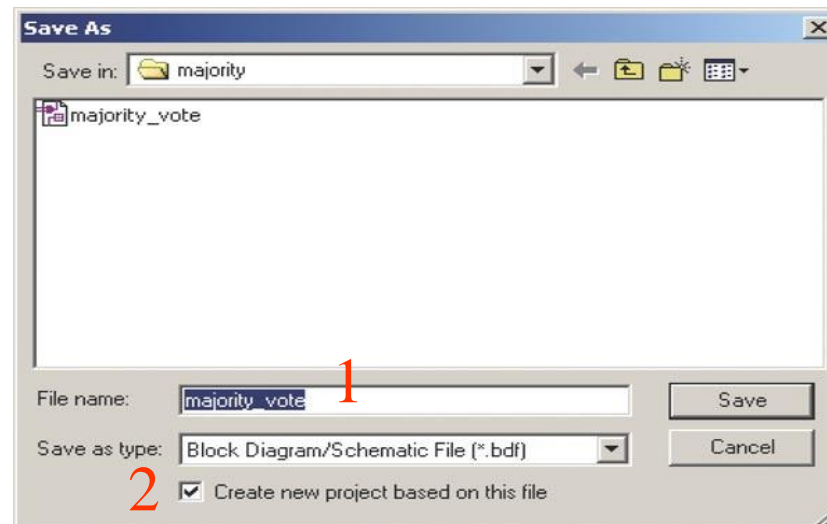 Save As
Save in: majority
majority_vote
1
File name: majority_vote Save
Save as type: Block Diagram/Schematic File (*.bdf) Cancel
2 Create new project based on this file